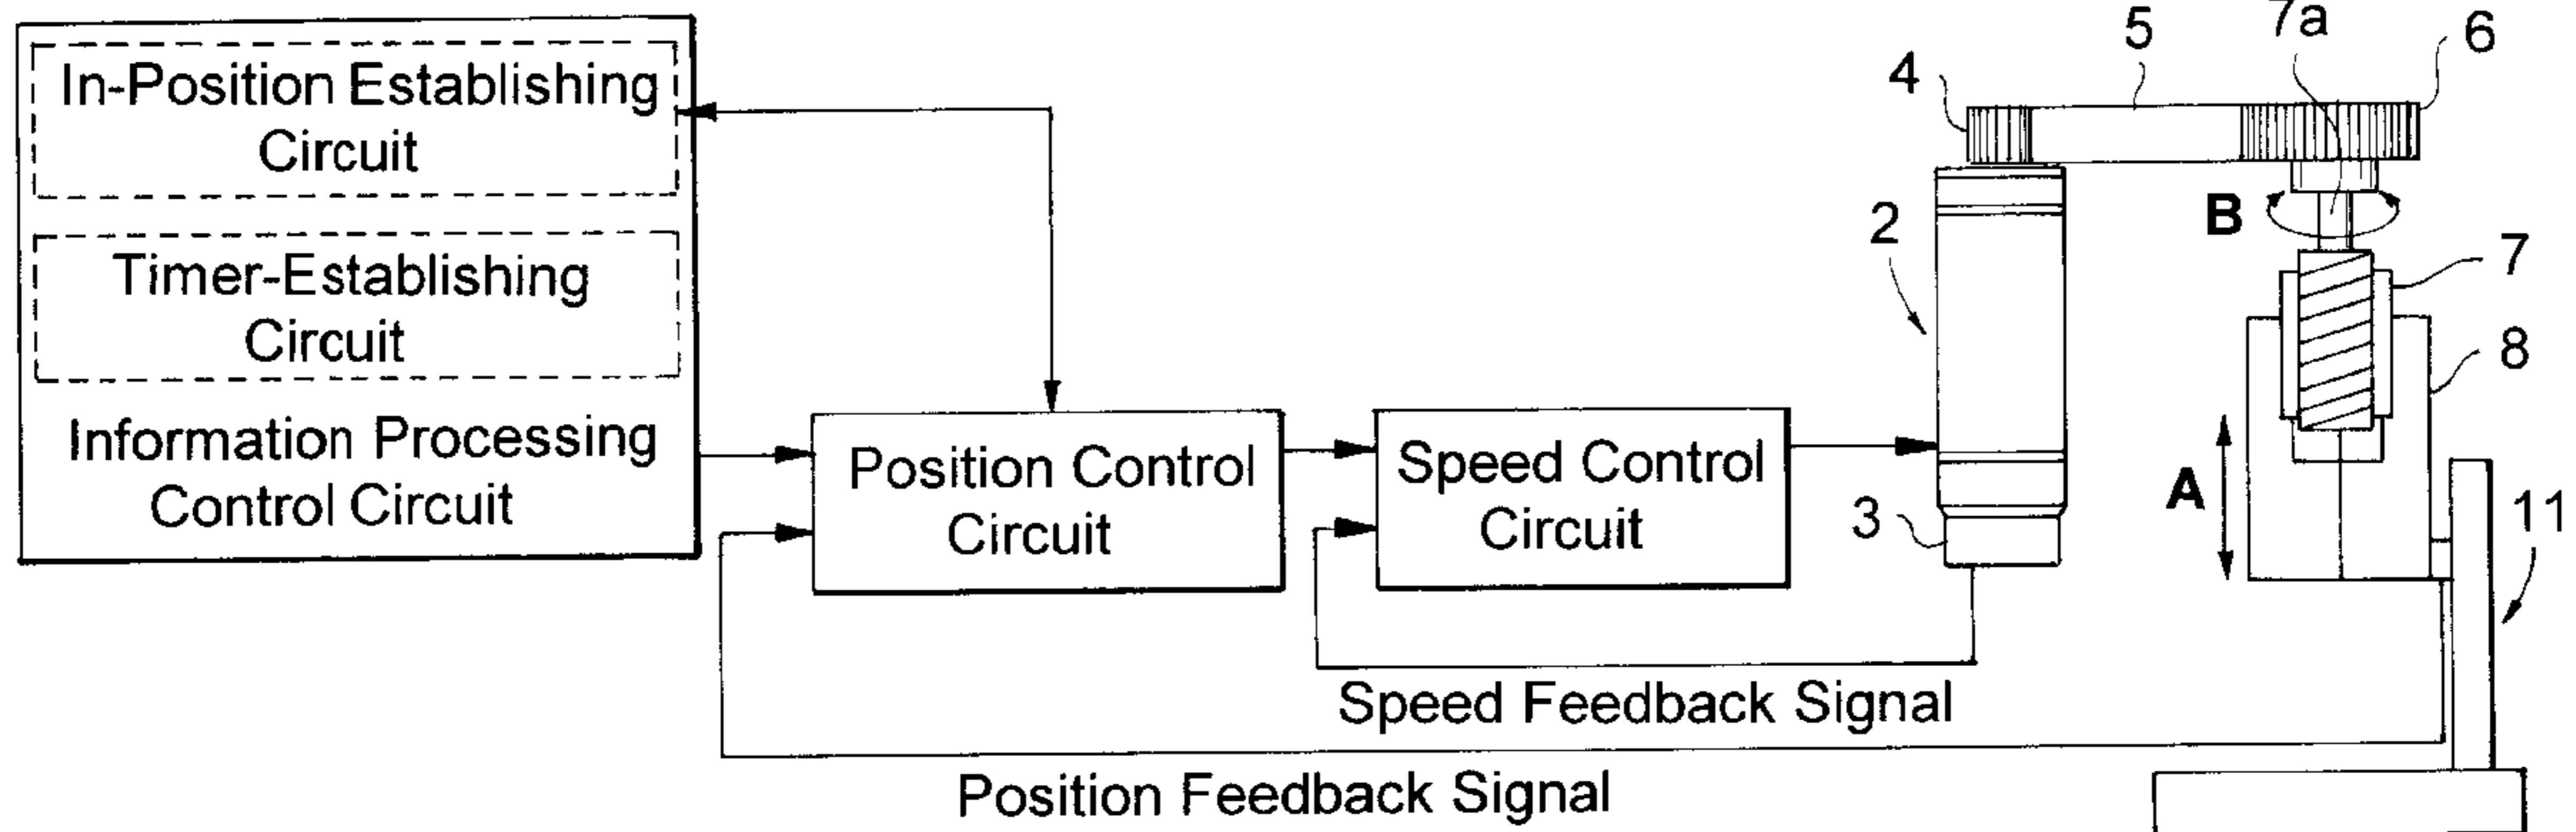 In-Position Establishing
Circuit
Timer-Establishing
Circuit
Information Processing
Control Circuit
Position Control
Circuit
Speed Control
Circuit
Speed Feedback Signal
Position Feedback Signal
2
3
4
5
7a
6
B
7
8
A
11